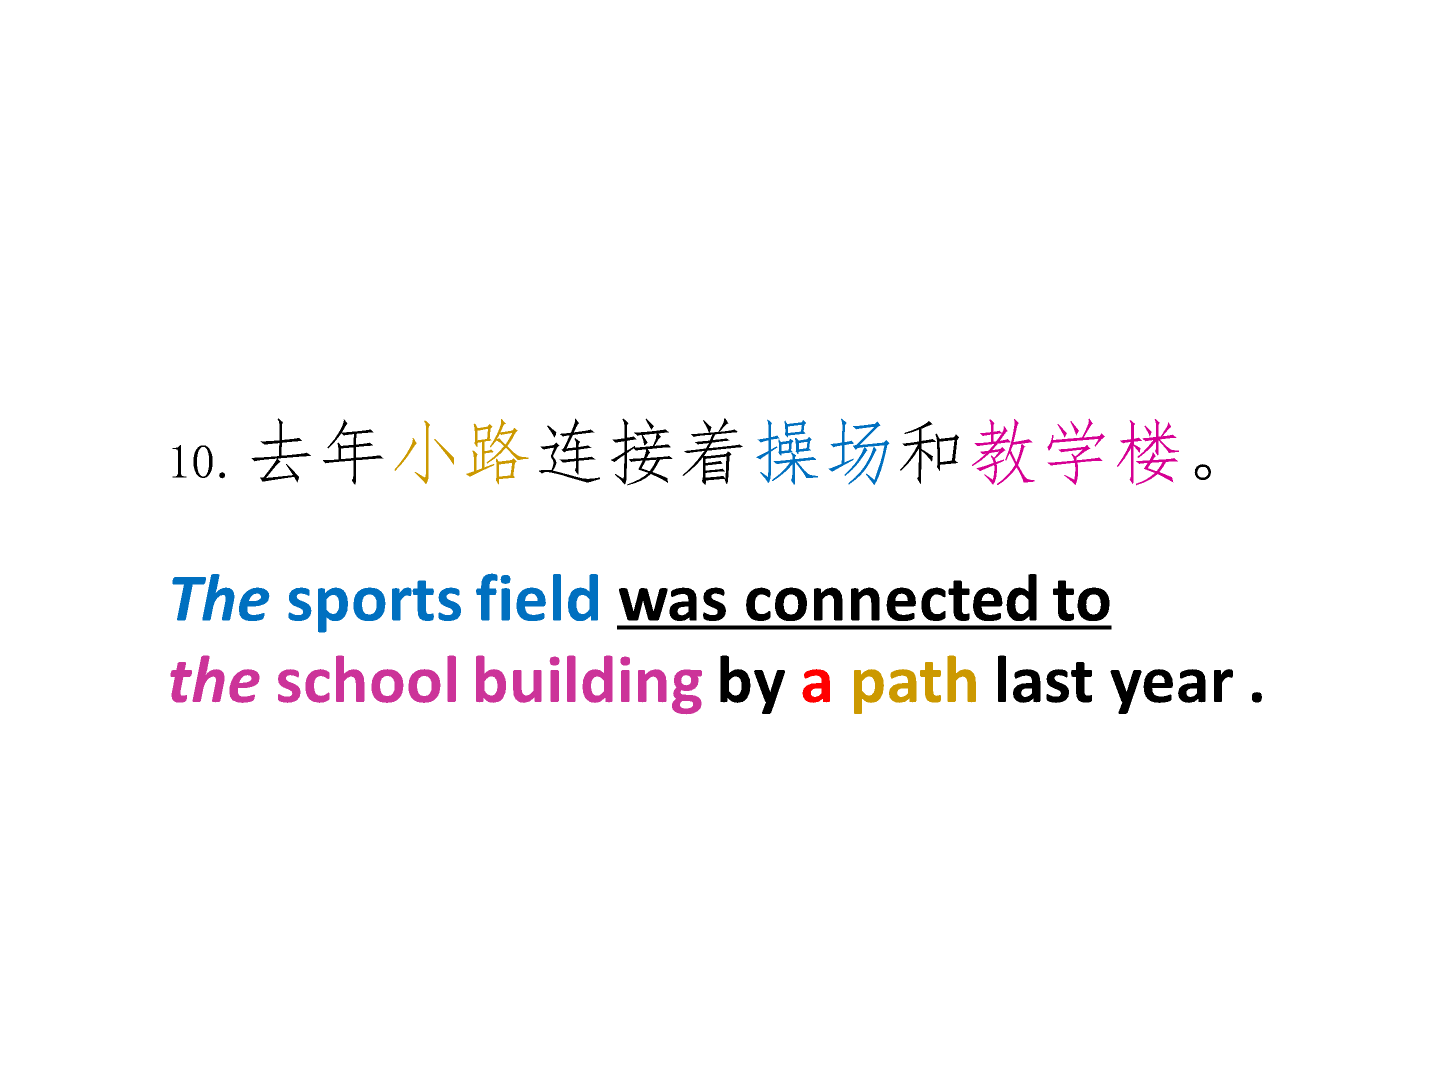 10. 去年小路连接着操场和教学楼。
The sports field was connected to
the school building by a path last year .